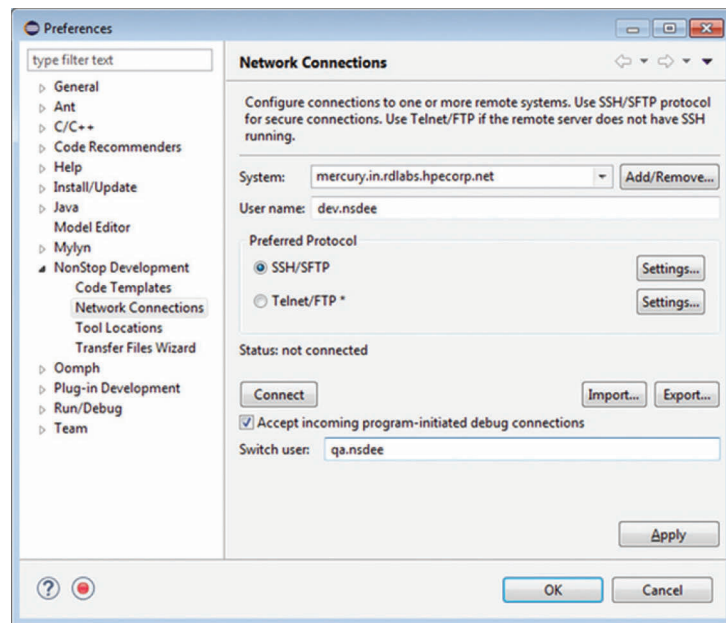 Preferences
type filter text
General
Ant
C/C++
Code Recommenders
Help
Install/Update
Java
Model Editor
Mylyn
NonStop Development
Code Templates
Network Connections
Tool Locations
Transfer Files Wizard
Oomph
Plug-in Development
Run/Debug
Team
Network Connections
Configure connections to one or more remote systems. Use SSH/SFTP protocol
for secure connections. Use Telnet/FTP if the remote server does not have SSH
running.
System: mercury.in.rdlabs.hpecorp.net Add/Remove...
User name: dev.nsdee
Preferred Protocol
SSH/SFTP Settings...
Telnet/FTP * Settings...
Status: not connected
Connect Import... Export...
Accept incoming program-initiated debug connections
Switch user: qa.nsdee
Apply
? OK Cancel